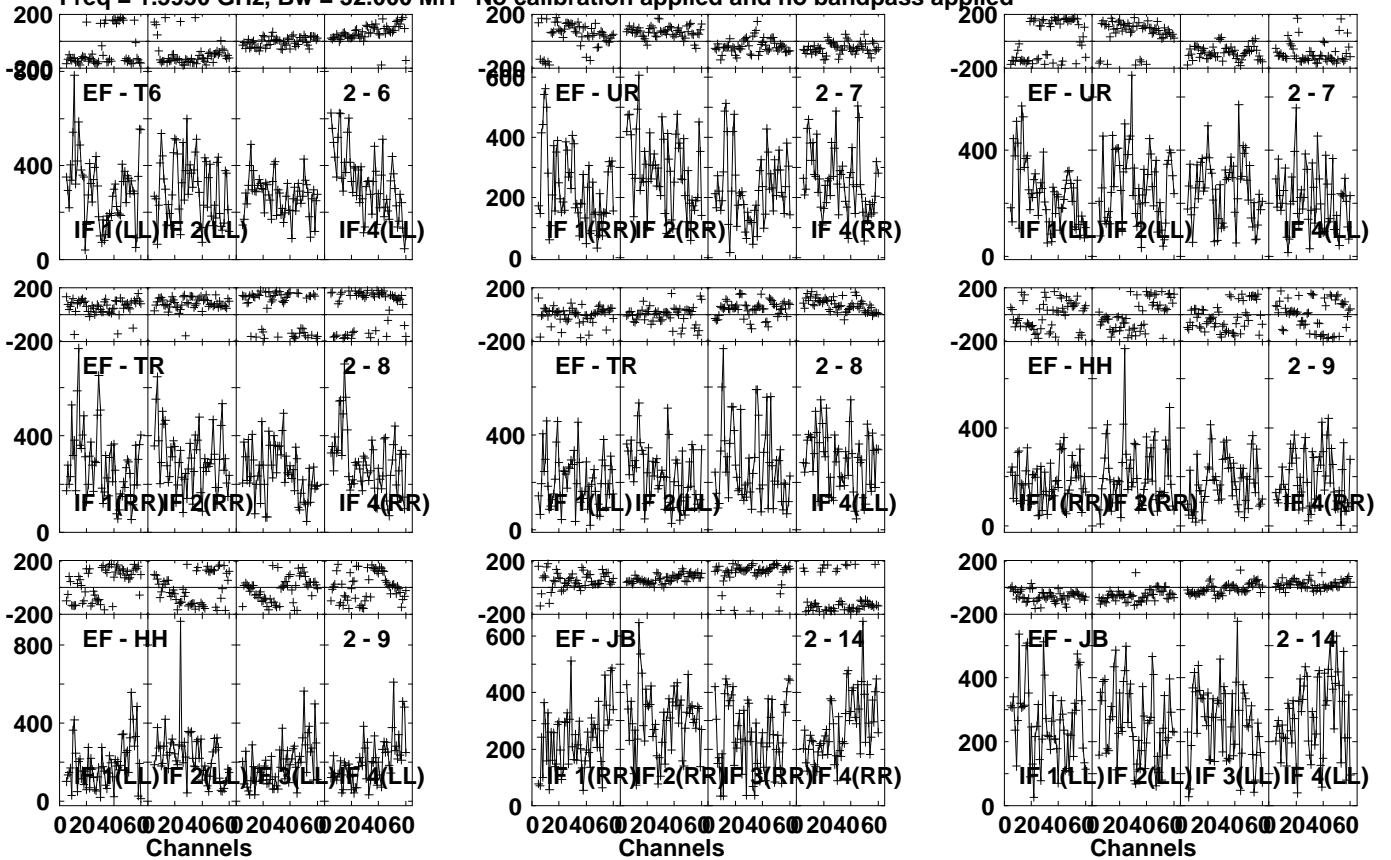 No calibration applied and no bandpass applied
200 200 200
-200 -200 -200
800 600
EF - T6 2 - 6 EF - UR 2 - 7 EF - UR 2 - 7
400 400 400
200
IF 1(LL) IF 2(LL) IF 4(LL) IF 1(RR) IF 2(RR) IF 4(RR) IF 1(LL) IF 2(LL) IF 4(LL)
0 0 0
200 200 200
-200 -200 -200
EF - TR 2 - 8 EF - TR 2 - 8 EF - HH 2 - 9
400 400 400
IF 1(RR) IF 2(RR) IF 4(RR) IF 1(LL) IF 2(LL) IF 4(LL) IF 1(RR) IF 2(RR) IF 4(RR)
0 0 0
200 200 200
-200 -200 -200
EF - HH 2 - 9 EF - JB 2 - 14 EF - JB 2 - 14
800 600
400 400 400
200 200
IF 1(LL) IF 2(LL) IF 3(LL) IF 4(LL) IF 1(RR) IF 2(RR) IF 3(RR) IF 4(RR) IF 1(LL) IF 2(LL) IF 3(LL) IF 4(LL)
0 0 0
0 20 40 60 0 20 40 60 0 20 40 60 0 20 40 60 0 20 40 60 0 20 40 60 0 20 40 60 0 20 40 60 0 20 40 60 0 20 40 60 0 20 40 60 0 20 40 60
Channels Channels Channels